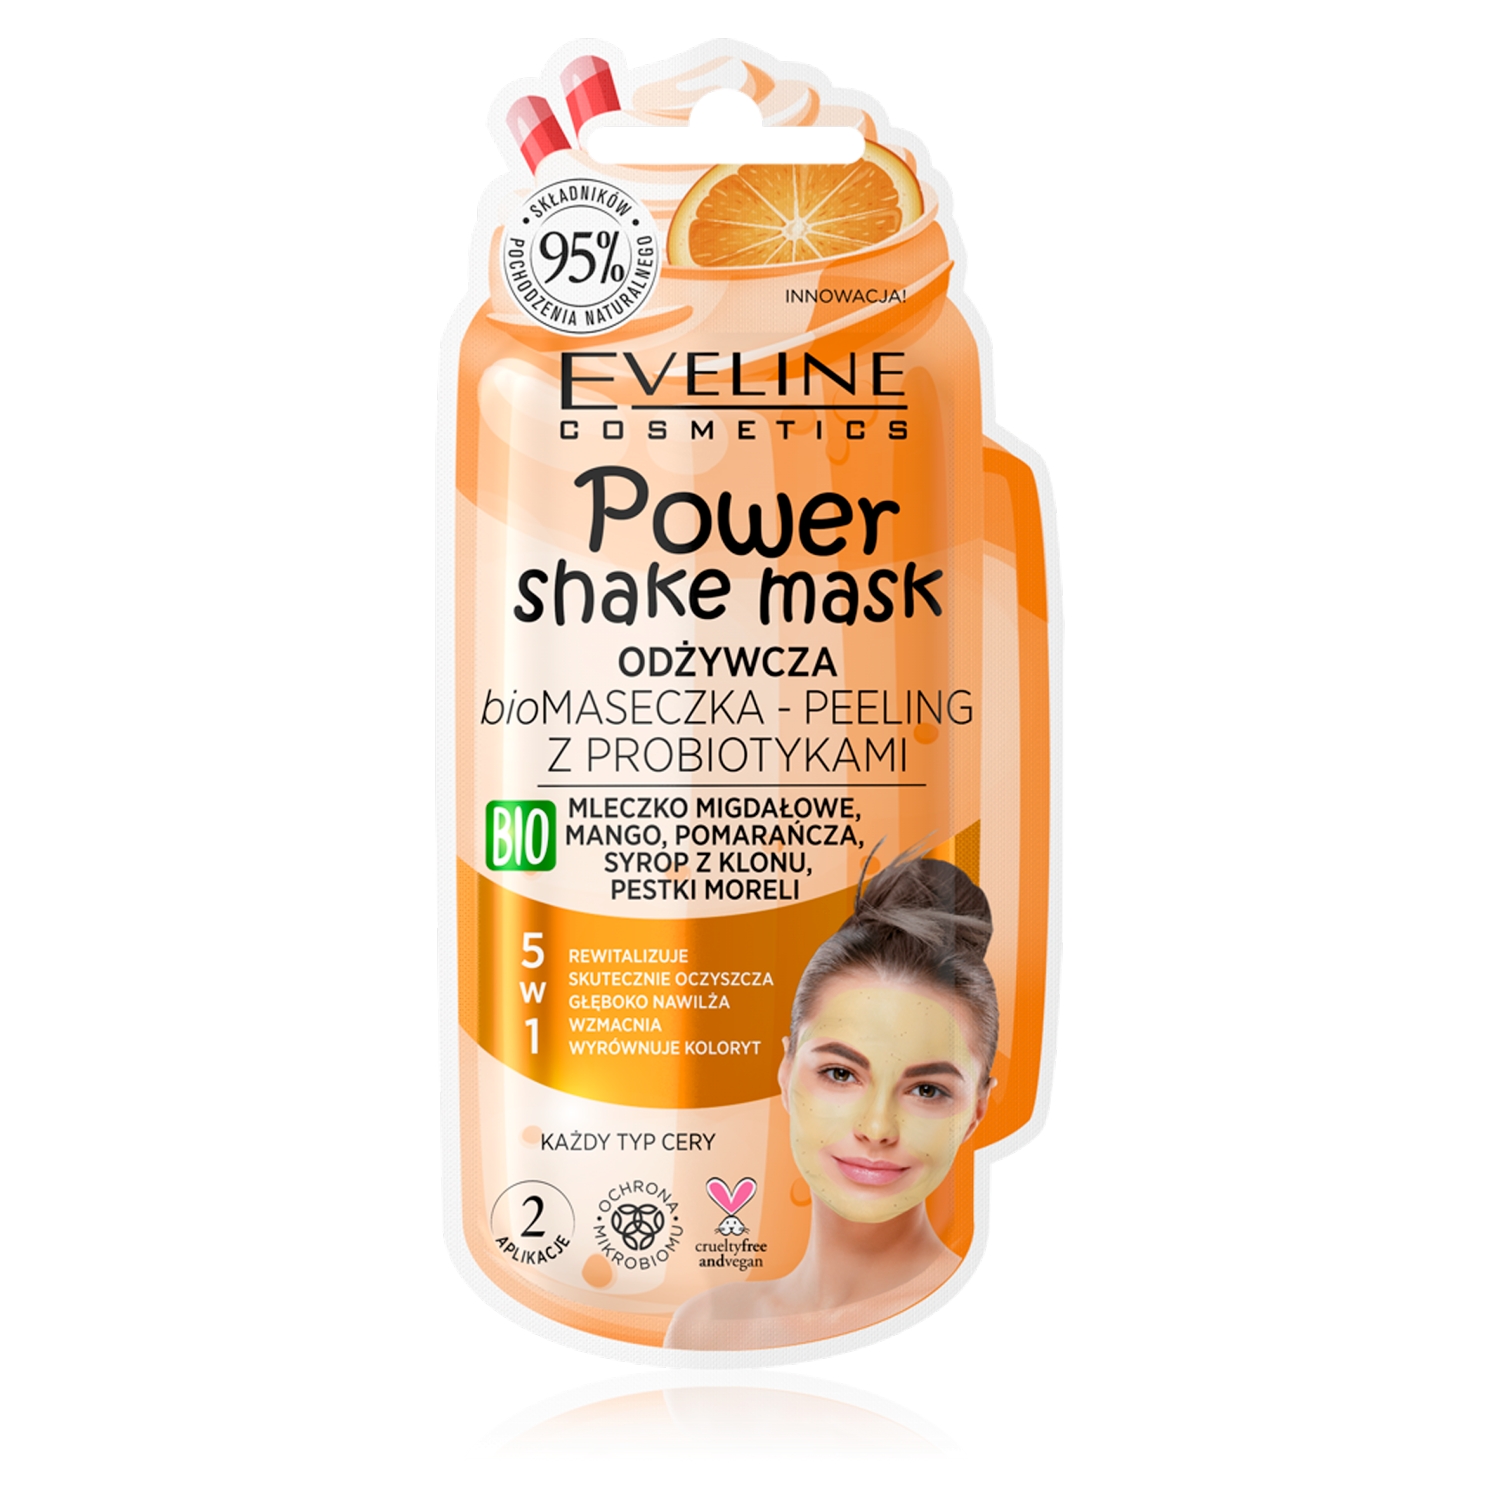 SKŁADNIKÓW
95%
POCHODZENIA NATURALNEGO
INNOWACJA!
EVELINE
COSMETICS
Power
shake mask
ODŻYWCZA
bioMASECZKA - PEELING
Z PROBIOTYKAMI
BIO
MLECZKO MIGDAŁOWE,
MANGO, POMARAŃCZA,
SYROP Z KLONU,
PESTKI MORELI
5
W
1
REWITALIZUJE
SKUTECZNIE OCZYSZCZA
GŁĘBOKO NAWILŻA
WZMACNIA
WYRÓWNUJE KOLORYT
KAŻDY TYP CERY
2
APLIKACJE
OCHRONA
MIKROBIOMU
crueltyfree
andvegan